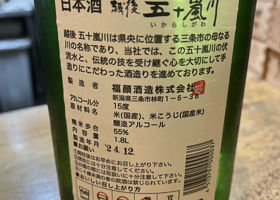 日本酒 越後 五十嵐川
いからしがわ
越後 五十嵐川は県央に位置する三条市の母なる
川の名称であり、当社では、この五十嵐川の伏
流水と、伝統の技を受け継ぐ心を大切にして手
造りにこだわった酒造りを進めています。
製造者 福顔酒造株式会社
新潟県三条市林町1-5-38
アルコール分 15度
原材料名 米(国産)、米こうじ(国産米)
醸造アルコール
精米歩合 55%
内容量 1.8L
製造年月 '24.12.